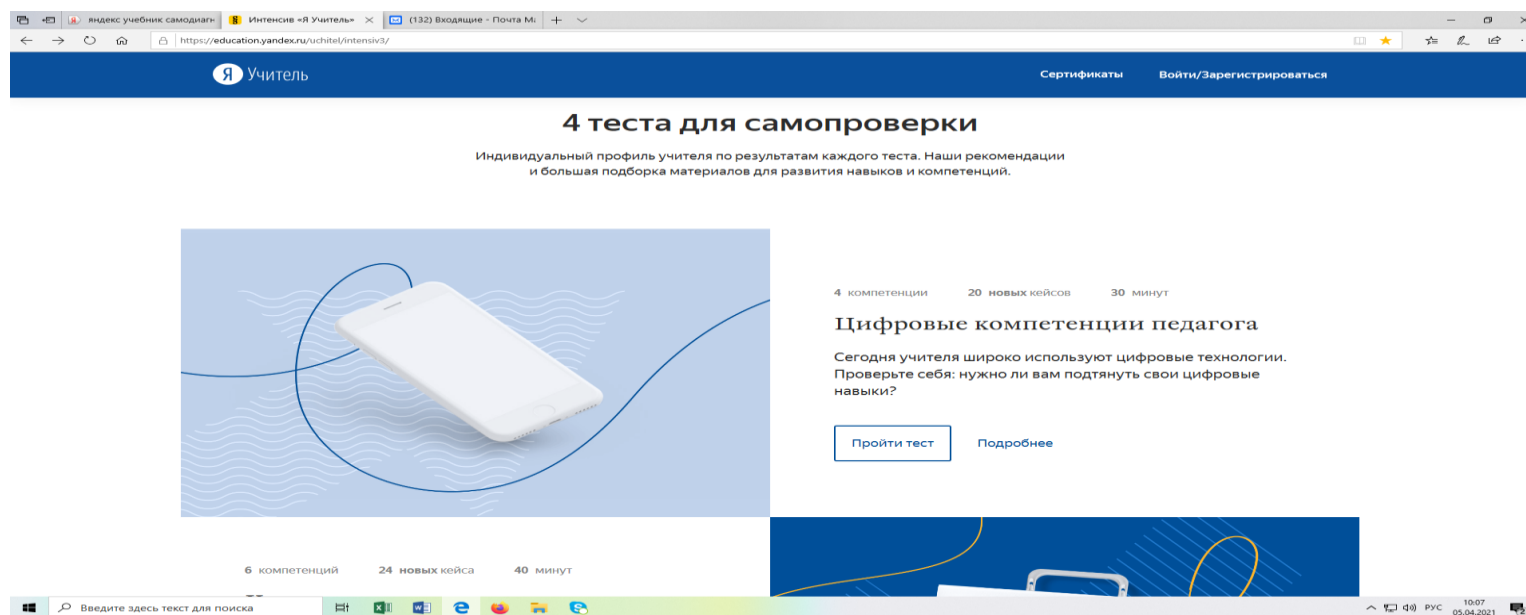 яндекс учебник самодиагн
Интенсив «Я Учитель»
(132) Входящие - Почта Ma
https://education.yandex.ru/uchitel/intensiv3/
Я Учитель
Сертификаты
Войти/Зарегистрироваться
4 теста для самопроверки
Индивидуальный профиль учителя по результатам каждого теста. Наши рекомендации
и большая подборка материалов для развития навыков и компетенций.
4 компетенции 20 новых кейсов 30 минут
Цифровые компетенции педагога
Сегодня учителя широко используют цифровые технологии.
Проверьте себя: нужно ли вам подтянуть свои цифровые
навыки?
Пройти тест
Подробнее
6 компетенций 24 новых кейса 40 минут
Введите здесь текст для поиска
РУС
10:07
05.04.2021